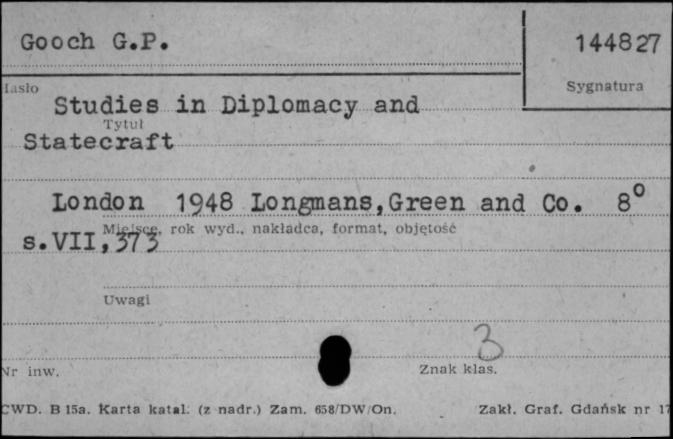 Gooch G.P.
144827
Hasło
Sygnatura
Studies in Diplomacy and
Tytuł
Statecraft
London 1948 Longmans,Green and Co. 8°
Miejsce, rok wyd., nakładca, format, objętość
s.VII,373
Uwagi
3
Nr inw.
Znak klas.
CWD. B 15a. Karta katal. (z nadr.) Zam. 658/DW/On.
Zakł. Graf. Gdańsk nr 17